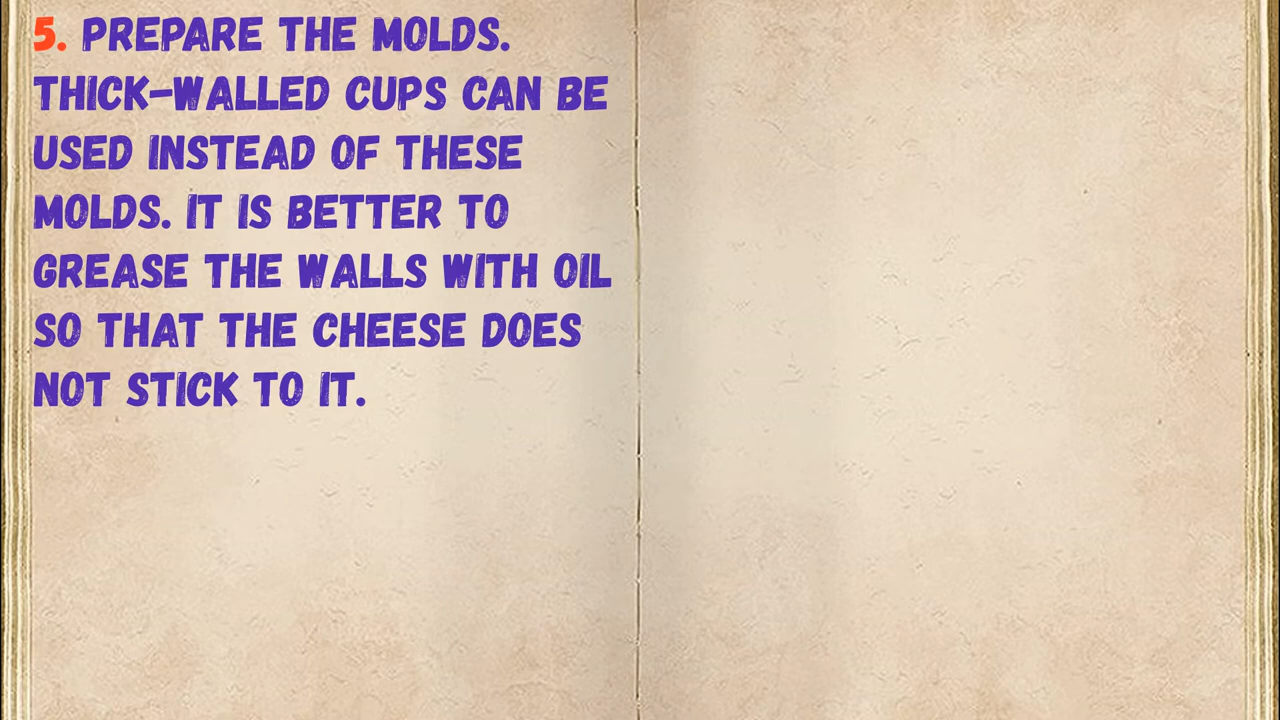 5. PREPARE THE MOLDS.
THICK-WALLED CUPS CAN BE
USED INSTEAD OF THESE
MOLDS. IT IS BETTER TO
GREASE THE WALLS WITH OIL
SO THAT THE CHEESE DOES
NOT STICK TO IT.